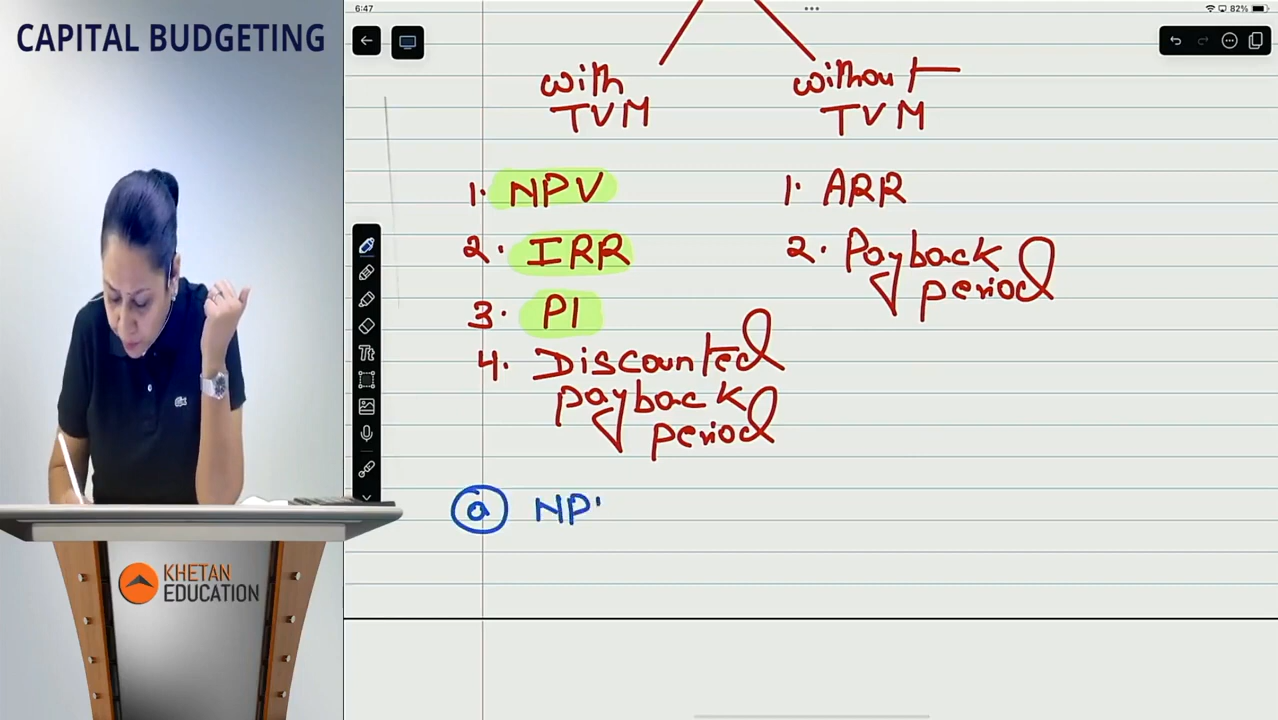 6:47
82%
CAPITAL BUDGETING
with
TVM
without
TVM
1. NPV
2. IRR
3. PI
4. Discounted
payback
period
1. ARR
2. Payback
period
a NP
Tt
KHETAN
EDUCATION